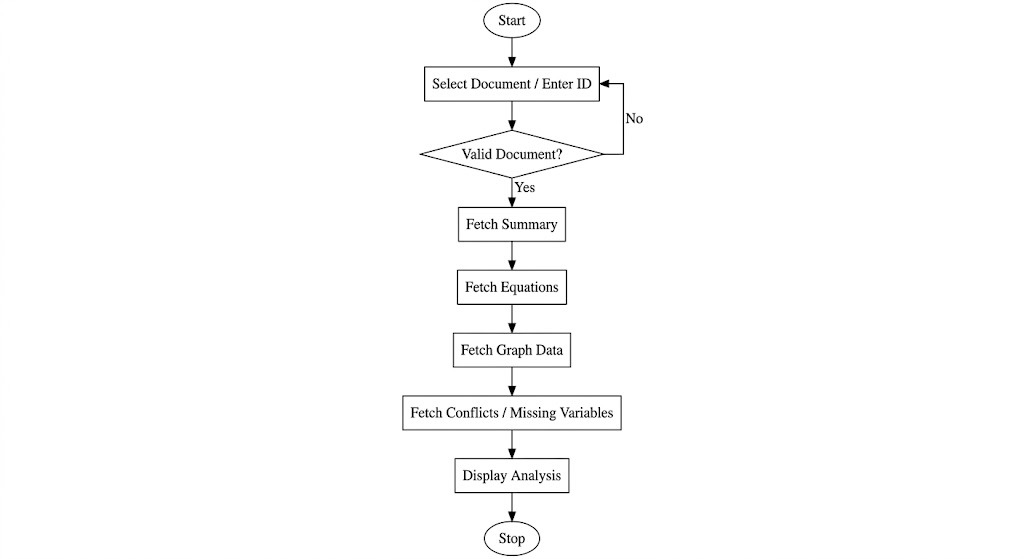 Start
Select Document / Enter ID
No
Valid Document?
Yes
Fetch Summary
Fetch Equations
Fetch Graph Data
Fetch Conflicts / Missing Variables
Display Analysis
Stop